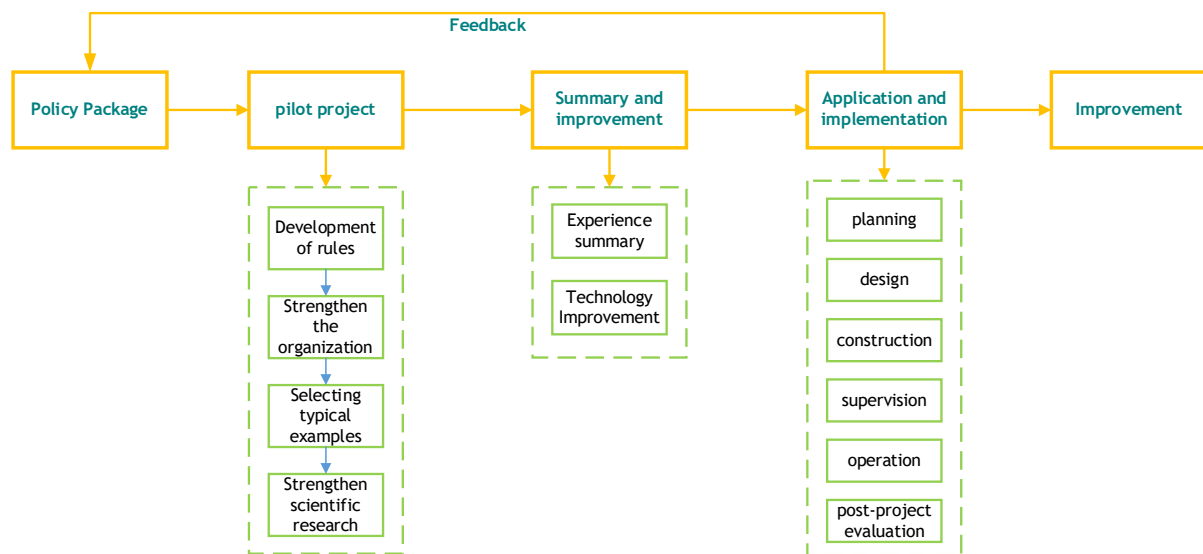 Feedback
Policy Package
pilot project
Summary and
improvement
Application and
implementation
Improvement
Development
of rules
Strengthen
the
organization
Selecting
typical
examples
Strengthen
scientific
research
Experience
summary
Technology
Improvement
planning
design
construction
supervision
operation
post-project
evaluation